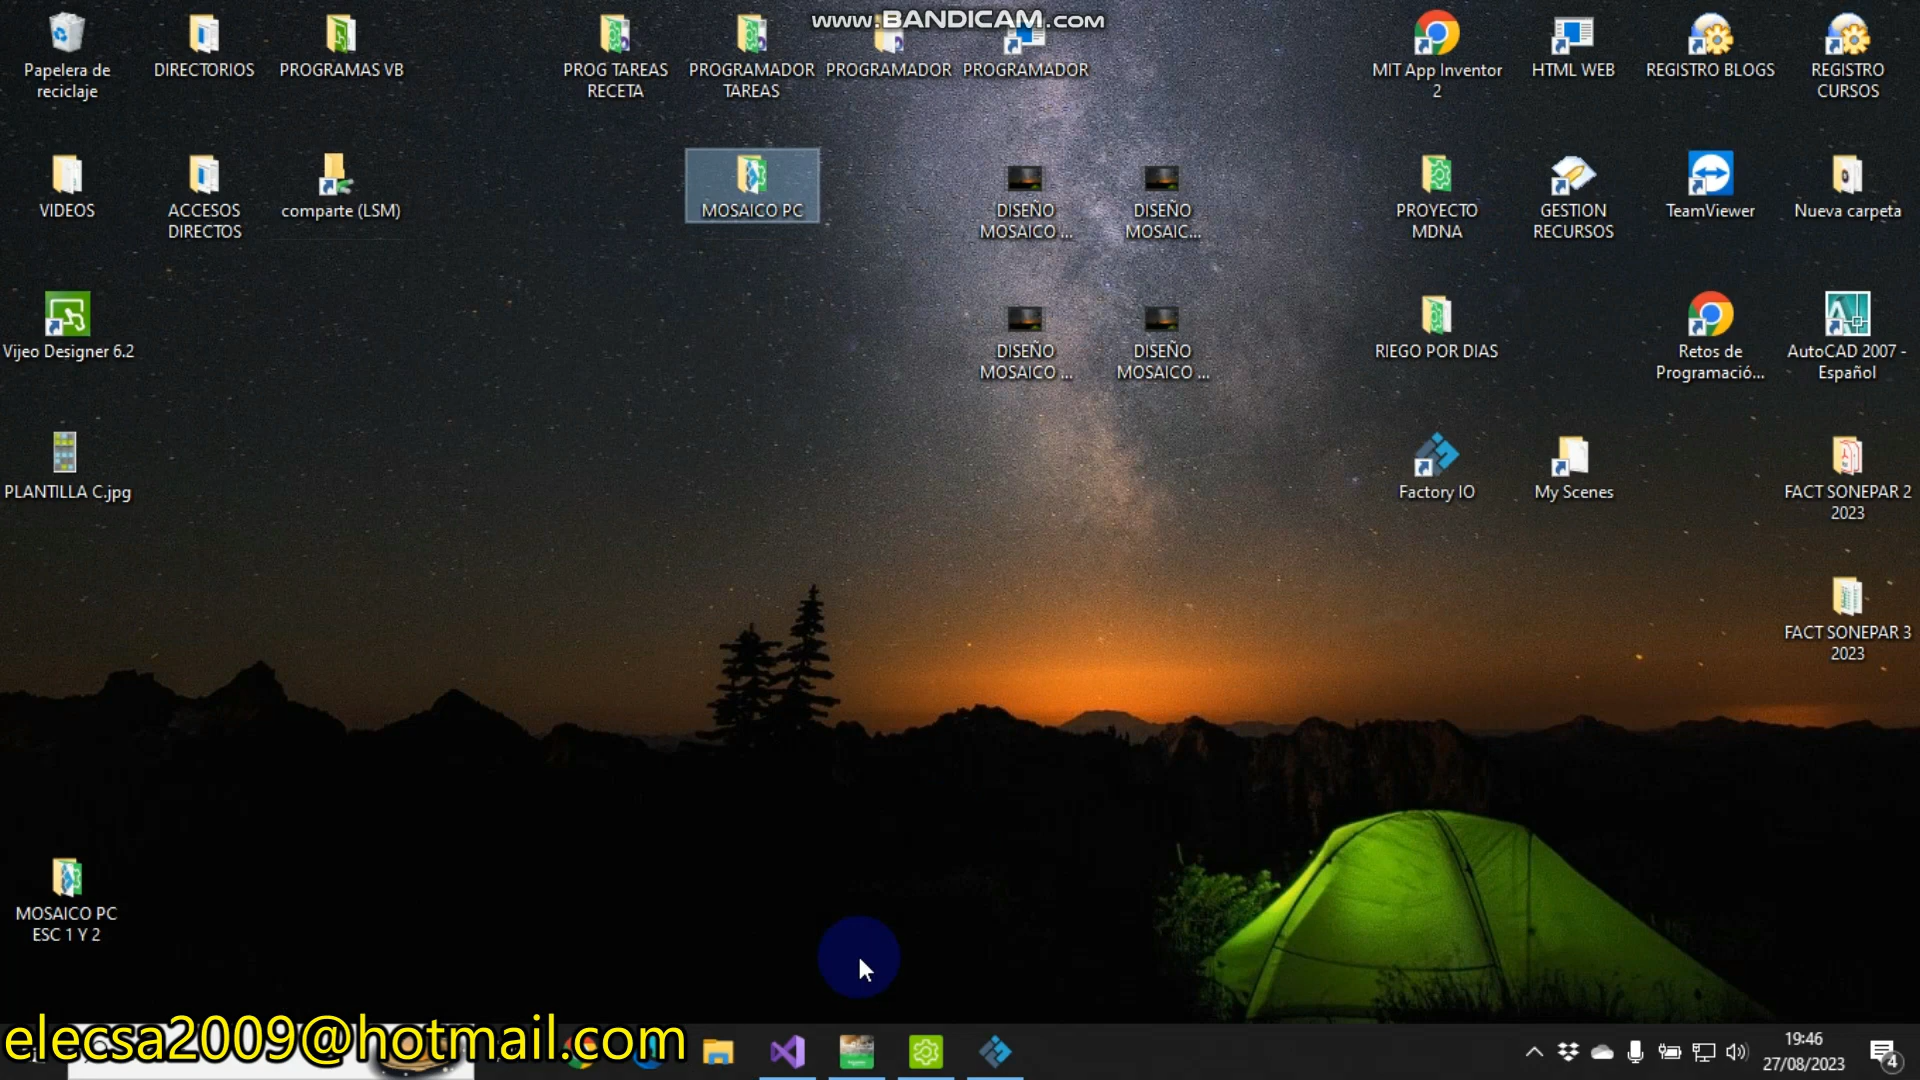 www.BANDICAM.com
Papelera de
reciclaje
DIRECTORIOS
PROGRAMAS VB
PROG TAREAS
RECETA
PROGRAMADOR
TAREAS
PROGRAMADOR
PROGRAMADOR
MIT App Inventor
2
HTML WEB
REGISTRO BLOGS
REGISTRO
CURSOS
VIDEOS
ACCESOS
DIRECTOS
comparte (LSM)
MOSAICO PC
DISEÑO
MOSAICO ...
DISEÑO
MOSAIC...
PROYECTO
MDNA
GESTION
RECURSOS
TeamViewer
Nueva carpeta
Vijeo Designer 6.2
DISEÑO
MOSAICO ...
DISEÑO
MOSAICO ...
RIEGO POR DIAS
Retos de
Programació...
AutoCAD 2007 -
Español
PLANTILLA C.jpg
Factory IO
My Scenes
FACT SONEPAR 2
2023
FACT SONEPAR 3
2023
MOSAICO PC
ESC 1 Y 2
elecsa2009@hotmail.com
19:46
27/08/2023
4